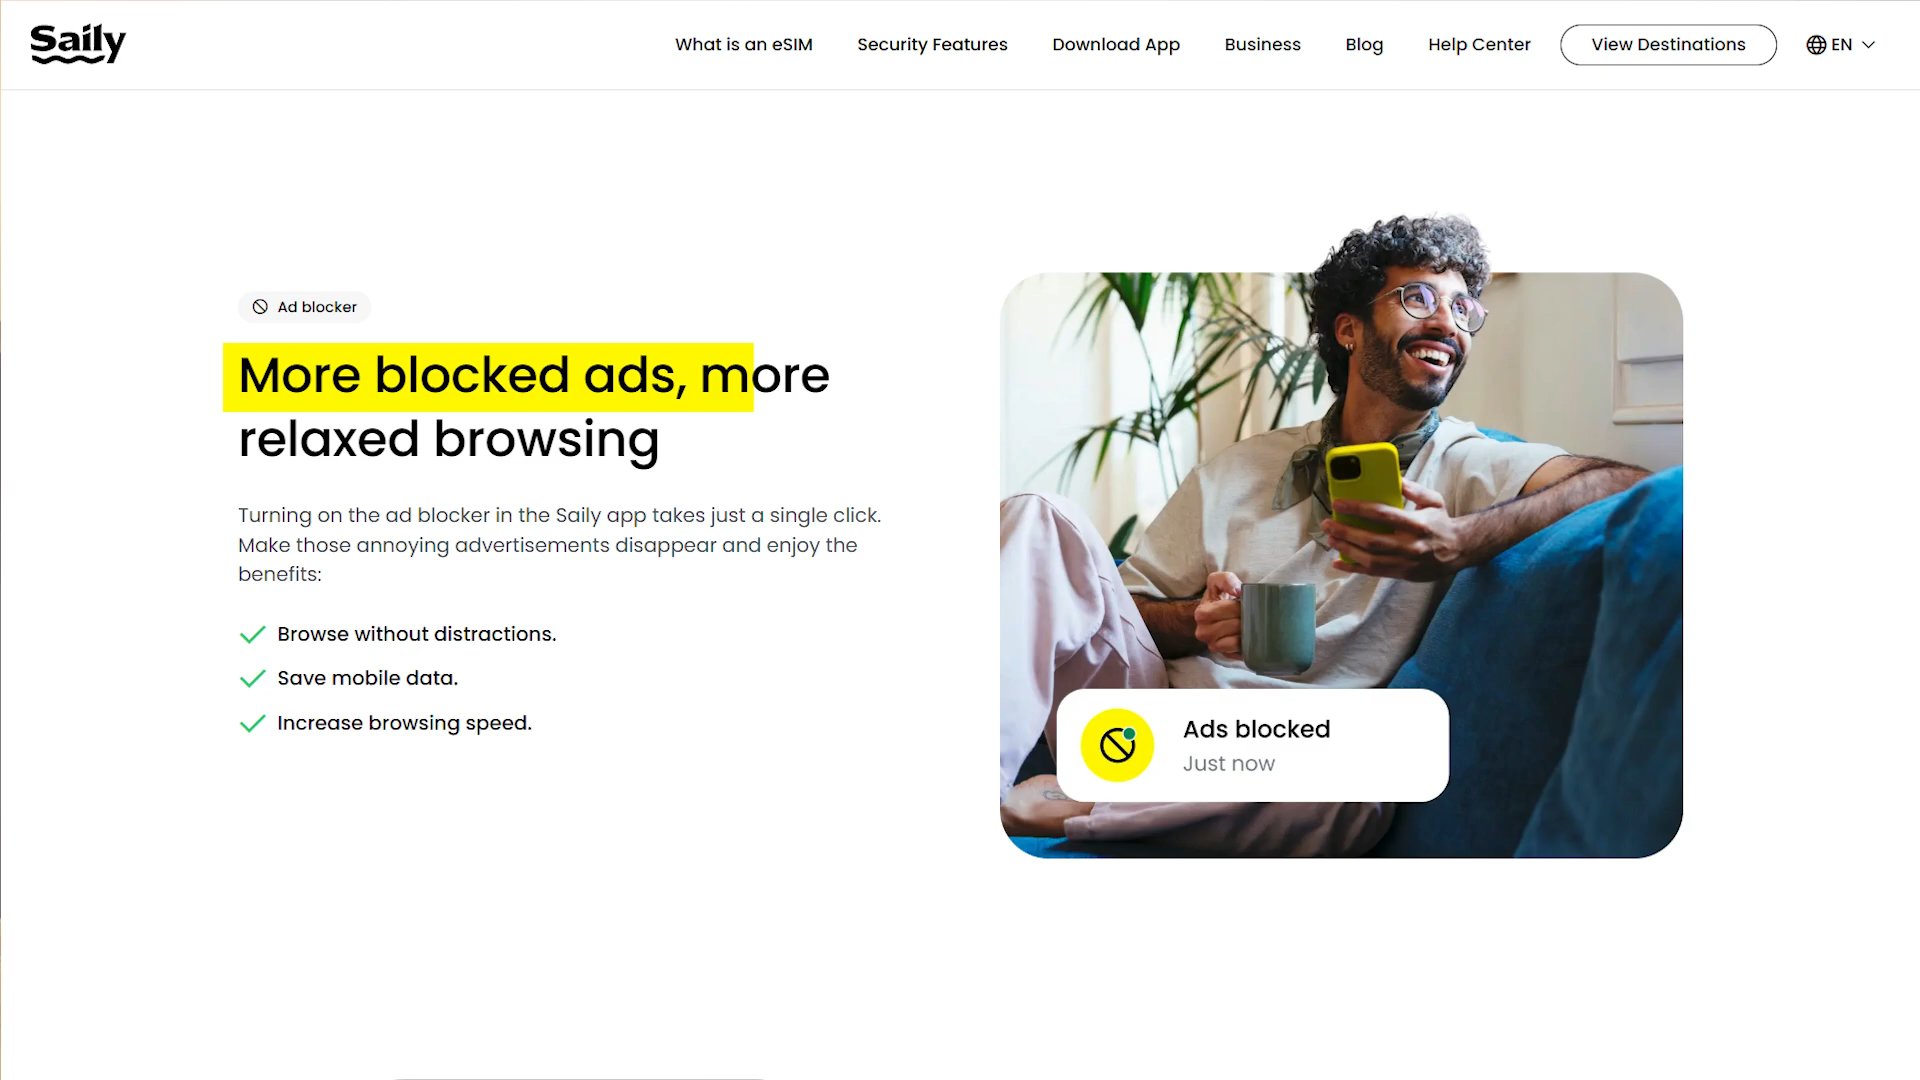 Saily
What is an eSIM
Security Features
Download App
Business
Blog
Help Center
View Destinations
EN
Ad blocker
More blocked ads, more
relaxed browsing
Turning on the ad blocker in the Saily app takes just a single click.
Make those annoying advertisements disappear and enjoy the
benefits:
Browse without distractions.
Save mobile data.
Increase browsing speed.
Ads blocked
Just now